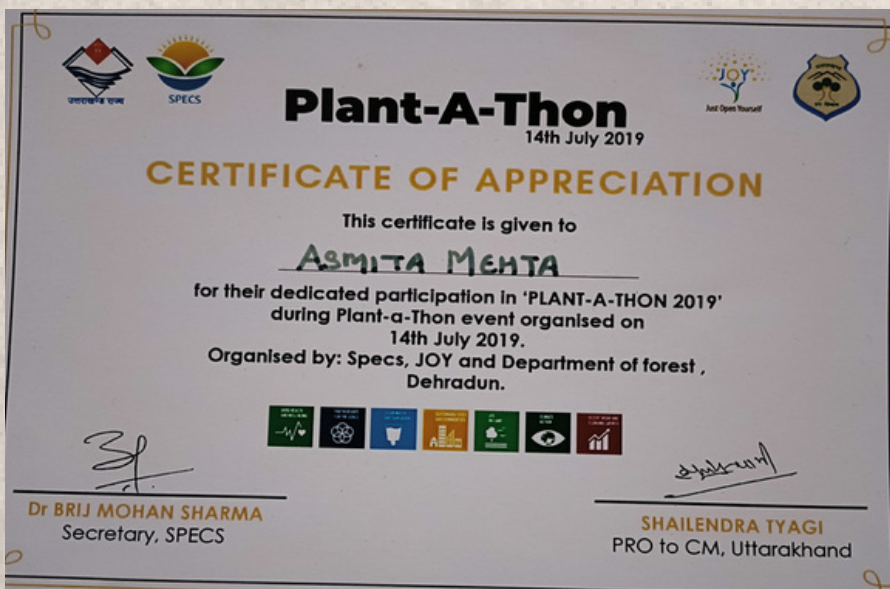 उत्तराखण्ड राज्य
SPECS
JOY
Just Open Yourself
Plant-A-Thon
14th July 2019
CERTIFICATE OF APPRECIATION
This certificate is given to
ASMITA MEHTA
for their dedicated participation in 'PLANT-A-THON 2019'
during Plant-a-Thon event organised on
14th July 2019.
Organised by: Specs, JOY and Department of forest ,
Dehradun.
Dr BRIJ MOHAN SHARMA
Secretary, SPECS
SHAILENDRA TYAGI
PRO to CM, Uttarakhand